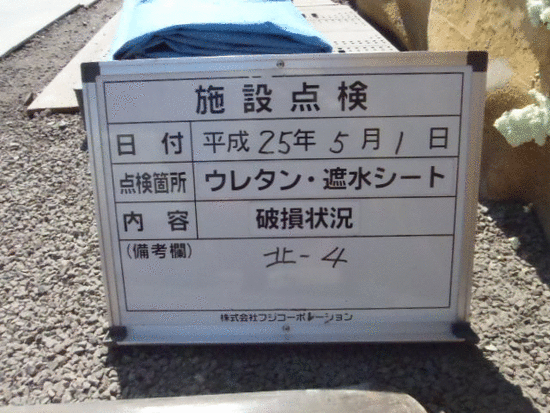 施設点検
日付 平成25年5月1日
点検箇所 ウレタン・遮水シート
内容 破損状況
(備考欄) 北-4
株式会社フジコーポレーション